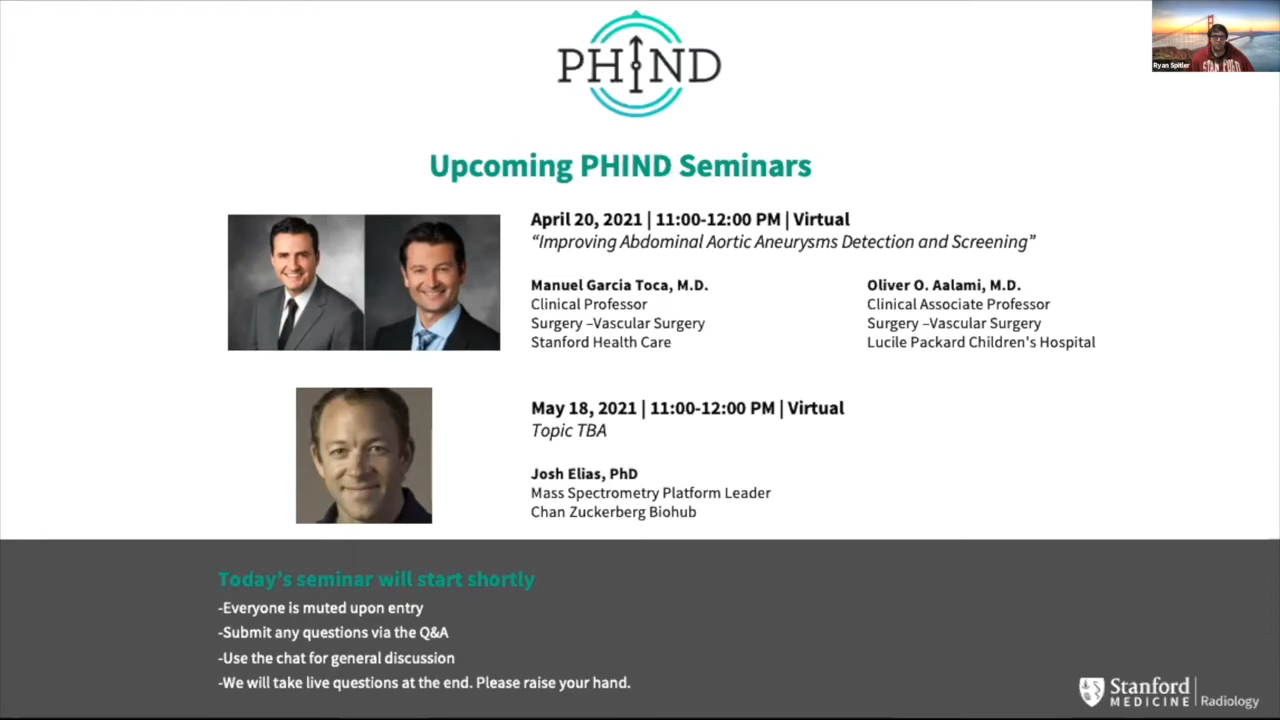 PHIND
Ryan Spitler
STANFORD
Upcoming PHIND Seminars
April 20, 2021 | 11:00-12:00 PM | Virtual
“Improving Abdominal Aortic Aneurysms Detection and Screening”
Manuel Garcia Toca, M.D.
Clinical Professor
Surgery –Vascular Surgery
Stanford Health Care
Oliver O. Aalami, M.D.
Clinical Associate Professor
Surgery –Vascular Surgery
Lucile Packard Children's Hospital
May 18, 2021 | 11:00-12:00 PM | Virtual
Topic TBA
Josh Elias, PhD
Mass Spectrometry Platform Leader
Chan Zuckerberg Biohub
Today’s seminar will start shortly
-Everyone is muted upon entry
-Submit any questions via the Q&A
-Use the chat for general discussion
-We will take live questions at the end. Please raise your hand.
Stanford
MEDICINE | Radiology